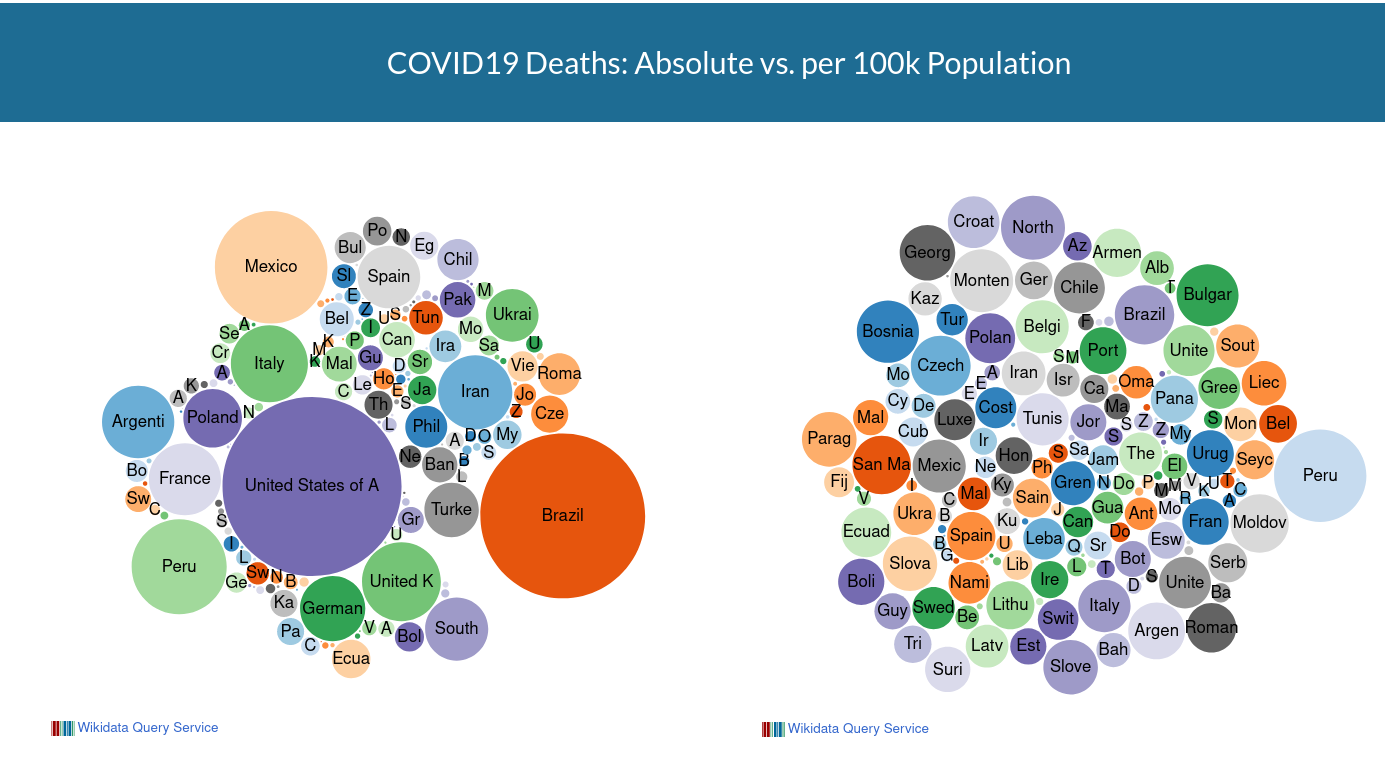 COVID19 Deaths: Absolute vs. per 100k Population
Po
N
Bul
Eg
Chil
Mexico
Sl
Spain
E
Pak
M
Z
Bel
U
S
Tun
Ukrai
Se
A
I
Mo
K
P
Can
Ira
Sa
U
Cr
Italy
M
K
Mal
Gu
Sr
Vie
Roma
A
D
K
C
Le
Ho
E
Ja
Iran
Jo
A
Th
S
Z
Cze
Argenti
Poland
N
L
Phil
A
D
O
My
S
Ne
Ban
B
Bo
France
L
United States of A
Sw
C
Brazil
S
Gr
Turke
U
I
L
Peru
Sw
Ge
N
B
United K
Ka
German
Pa
C
V
A
Bol
South
Ecua
Wikidata Query Service
Croat
North
Az
Georg
Armen
Alb
Monten
Ger
Chile
T
Kaz
Bulgar
Bosnia
Tur
Polan
Belgi
F
Brazil
Czech
S
M
Port
Unite
Sout
Mo
A
Iran
Isr
E
E
Ca
Oma
Gree
Liec
Cy
De
Cost
Ma
Pana
Mal
Luxe
Tunis
Jor
S
Z
Z
S
Mon
Bel
Parag
Cub
Ir
S
My
Sa
The
Urug
San Ma
Mexic
Hon
S
Jam
Seyc
Ne
Ph
El
Peru
Fij
I
Ky
Gren
N
Do
P
M
M
V
K
U
T
C
V
Mal
Sain
R
A
C
J
Gua
Mo
Ukra
B
Ku
Can
Ant
Fran
Moldov
Ecuad
Spain
Leba
Do
B
U
Q
Sr
Esw
G
Slova
Lib
Bot
Serb
Boli
Nami
Ire
L
T
D
S
Unite
Ba
Guy
Swed
Be
Lithu
Swit
Italy
Tri
Latv
Est
Bah
Argen
Roman
Suri
Slove
Wikidata Query Service